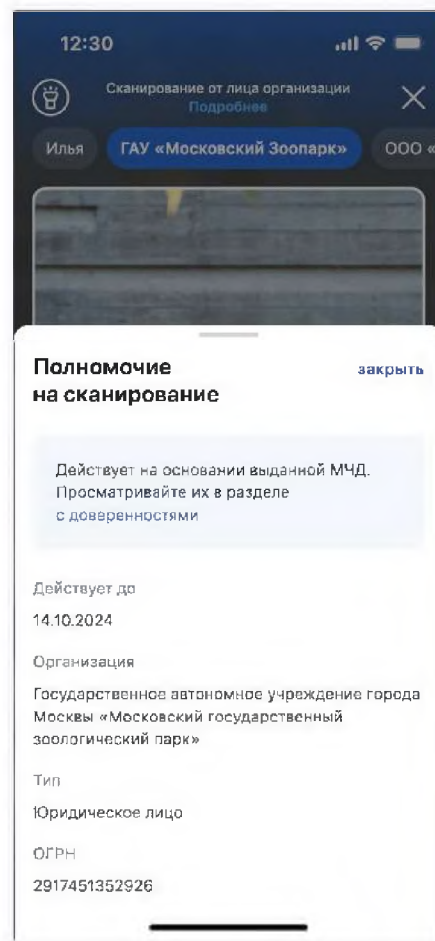 12:30
Сканирование от лица организации
Подробнее
Илья
ГАУ «Московский Зоопарк»
ООО «
Полномочие
на сканирование
закрыть
Действует на основании выданной МЧД.
Просматривайте их в разделе
с доверенностями
Действует до
14.10.2024
Организация
Государственное автономное учреждение города
Москвы «Московский государственный
зоологический парк»
Тип
Юридическое лицо
ОГРН
2917451352926